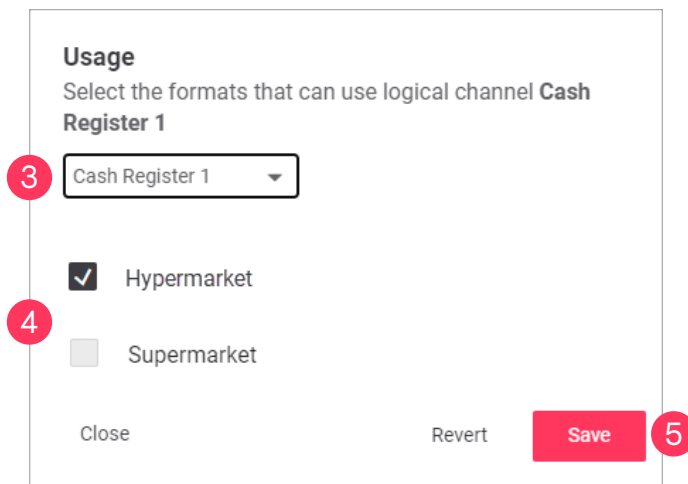 Usage
Select the formats that can use logical channel Cash
Register 1
3
Cash Register 1
Hypermarket
4
Supermarket
Close
Revert
Save
5